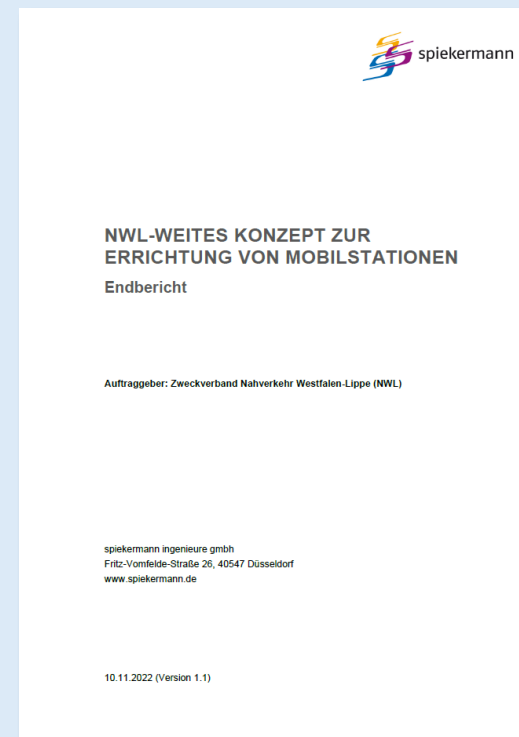 spiekermann
NWL-WEITES KONZEPT ZUR
ERRICHTUNG VON MOBILSTATIONEN
Endbericht
Auftraggeber: Zweckverband Nahverkehr Westfalen-Lippe (NWL)
spiekermann ingenieure gmbh
Fritz-Vomfelde-Straße 26, 40547 Düsseldorf
www.spiekermann.de
10.11.2022 (Version 1.1)